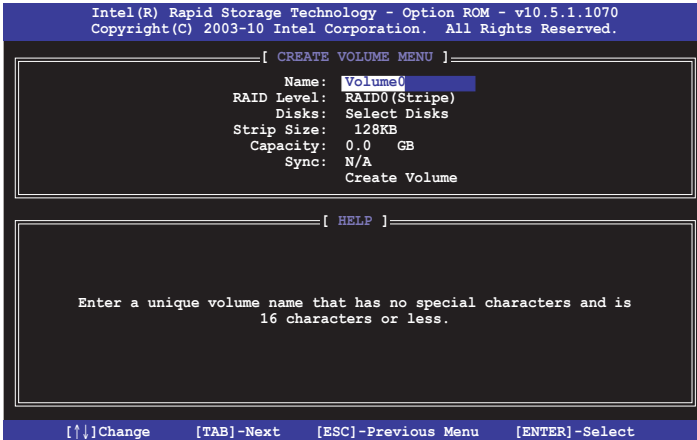 Intel(R) Rapid Storage Technology - Option ROM - v10.5.1.1070
Copyright(C) 2003-10 Intel Corporation.  All Rights Reserved.
[ CREATE VOLUME MENU ]
Name: Volume0
RAID Level: RAID0(Stripe)
Disks: Select Disks
Strip Size: 128KB
Capacity: 0.0 GB
Sync: N/A
Create Volume
[ HELP ]
Enter a unique volume name that has no special characters and is
16 characters or less.
[↑↓]Change [TAB]-Next [ESC]-Previous Menu [ENTER]-Select